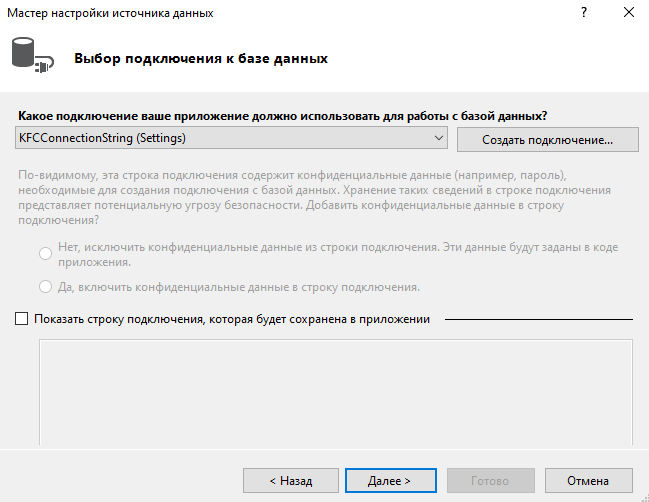 Мастер настройки источника данных
Выбор подключения к базе данных
Какое подключение ваше приложение должно использовать для работы с базой данных?
KFCConnectionString (Settings)
Создать подключение...
По-видимому, эта строка подключения содержит конфиденциальные данные (например, пароль),
необходимые для создания подключения с базой данных. Хранение таких сведений в строке подключения
представляет потенциальную угрозу безопасности. Добавить конфиденциальные данные в строку
подключения?
Нет, исключить конфиденциальные данные из строки подключения. Эти данные будут заданы в коде
приложения.
Да, включить конфиденциальные данные в строку подключения.
Показать строку подключения, которая будет сохранена в приложении
< Назад
Далее >
Готово
Отмена